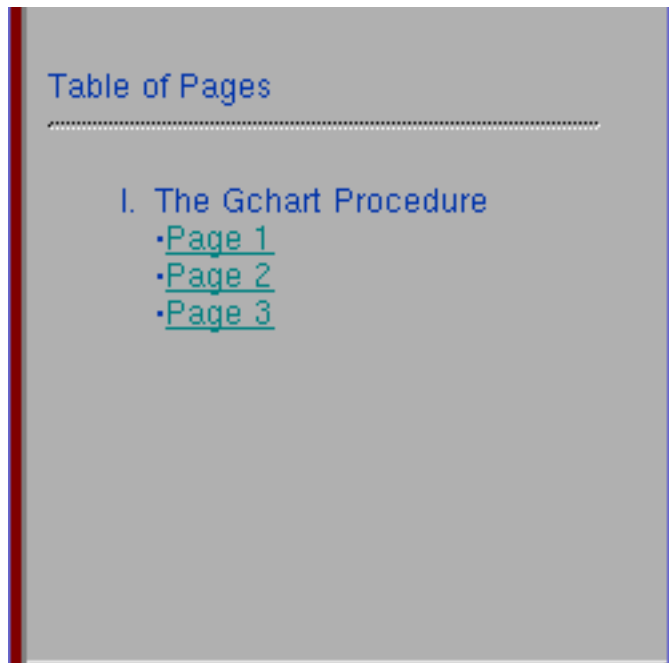 Table of Pages
I. The Gchart Procedure
·Page 1
·Page 2
·Page 3